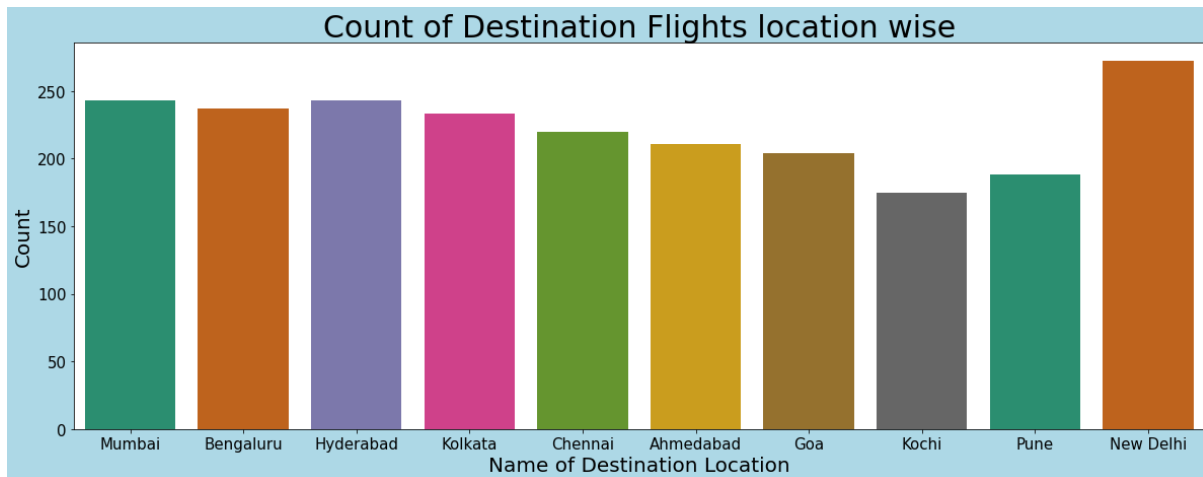 Count of Destination Flights location wise
Count
250
200
150
100
50
0
Mumbai Bengaluru Hyderabad Kolkata Chennai Ahmedabad Goa Kochi Pune New Delhi
Name of Destination Location